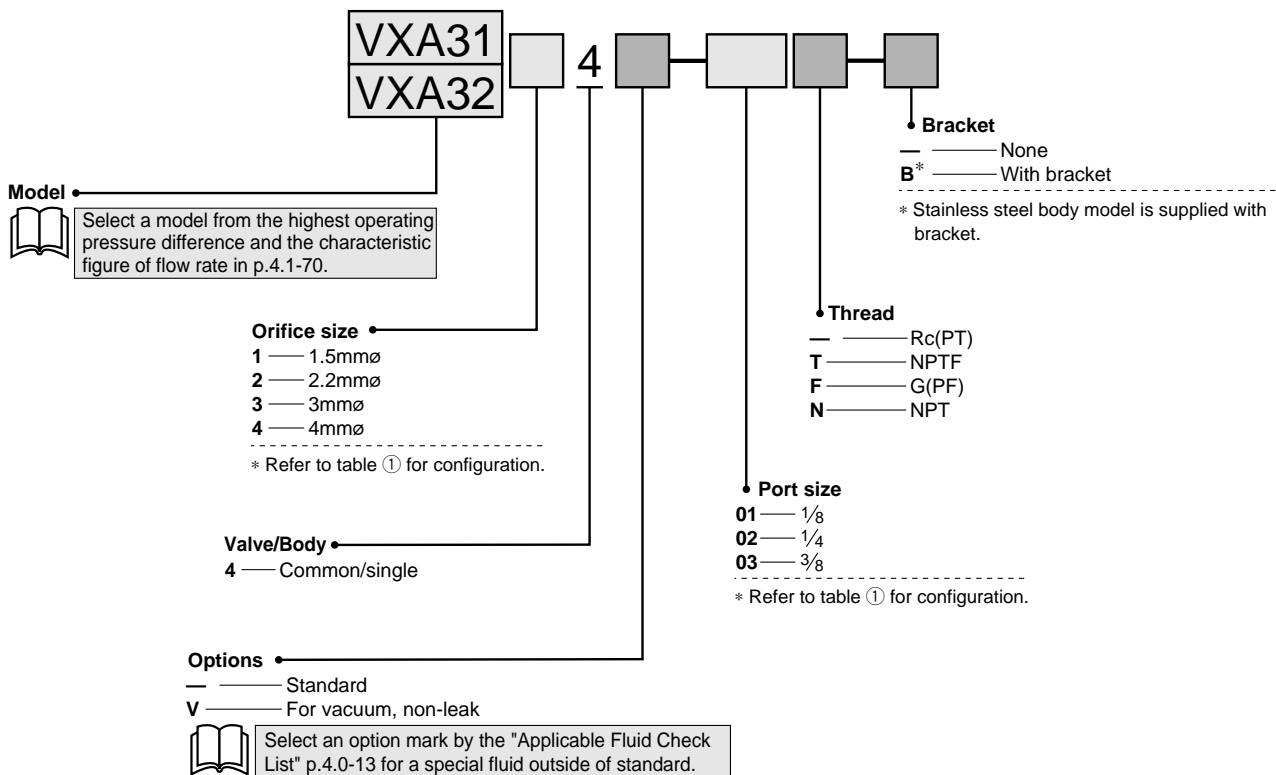 VXA31
VXA32
4
Bracket
— None
B* With bracket
* Stainless steel body model is supplied with
bracket.
Model
Select a model from the highest operating
pressure difference and the characteristic
figure of flow rate in p.4.1-70.
Thread
— Rc(PT)
T NPTF
F G(PF)
N NPT
Orifice size
1 1.5mmø
2 2.2mmø
3 3mmø
4 4mmø
* Refer to table ① for configuration.
Port size
01 1/8
02 1/4
03 3/8
* Refer to table ① for configuration.
Valve/Body
4 Common/single
Options
— Standard
V For vacuum, non-leak
Select an option mark by the "Applicable Fluid Check
List" p.4.0-13 for a special fluid outside of standard.